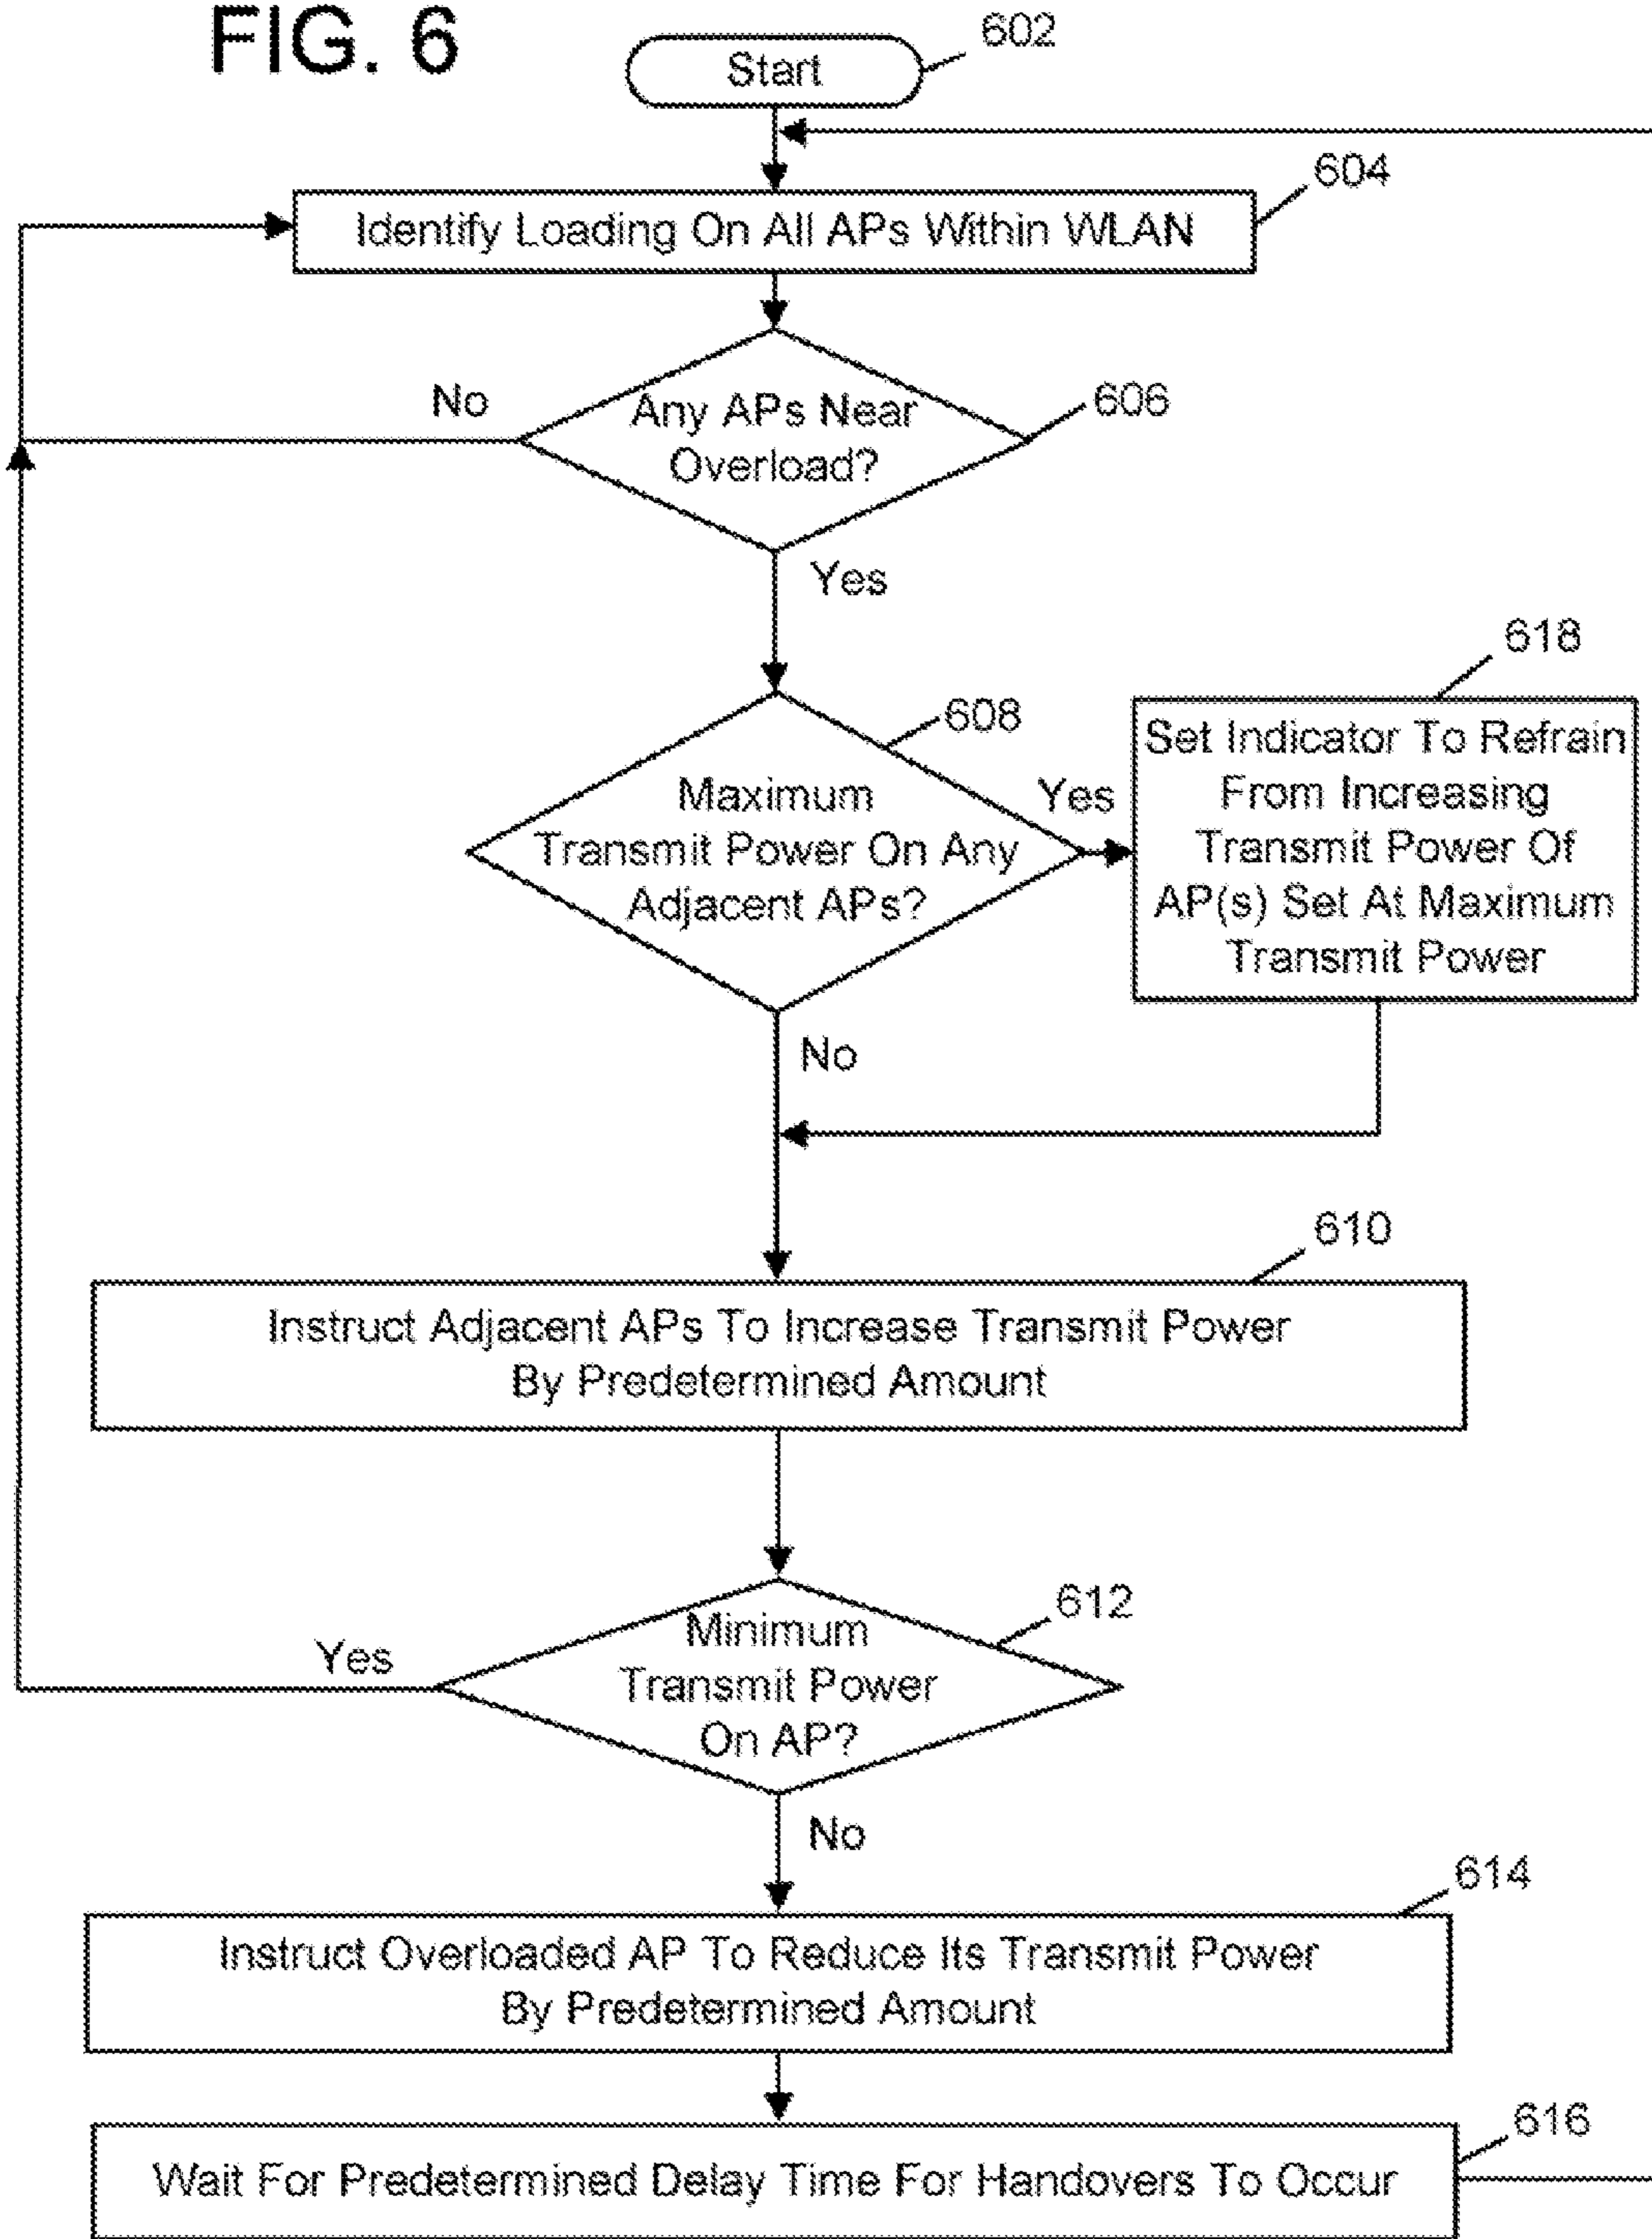 FIG. 6
Start
602
Identify Loading On All APs Within WLAN
604
Any APs Near
Overload?
606
No
Yes
Maximum
Transmit Power On Any
Adjacent APs?
608
Yes
No
618
Set Indicator To Refrain
From Increasing
Transmit Power Of
AP(s) Set At Maximum
Transmit Power
610
Instruct Adjacent APs To Increase Transmit Power
By Predetermined Amount
Minimum
Transmit Power
On AP?
612
Yes
No
614
Instruct Overloaded AP To Reduce Its Transmit Power
By Predetermined Amount
616
Wait For Predetermined Delay Time For Handovers To Occur